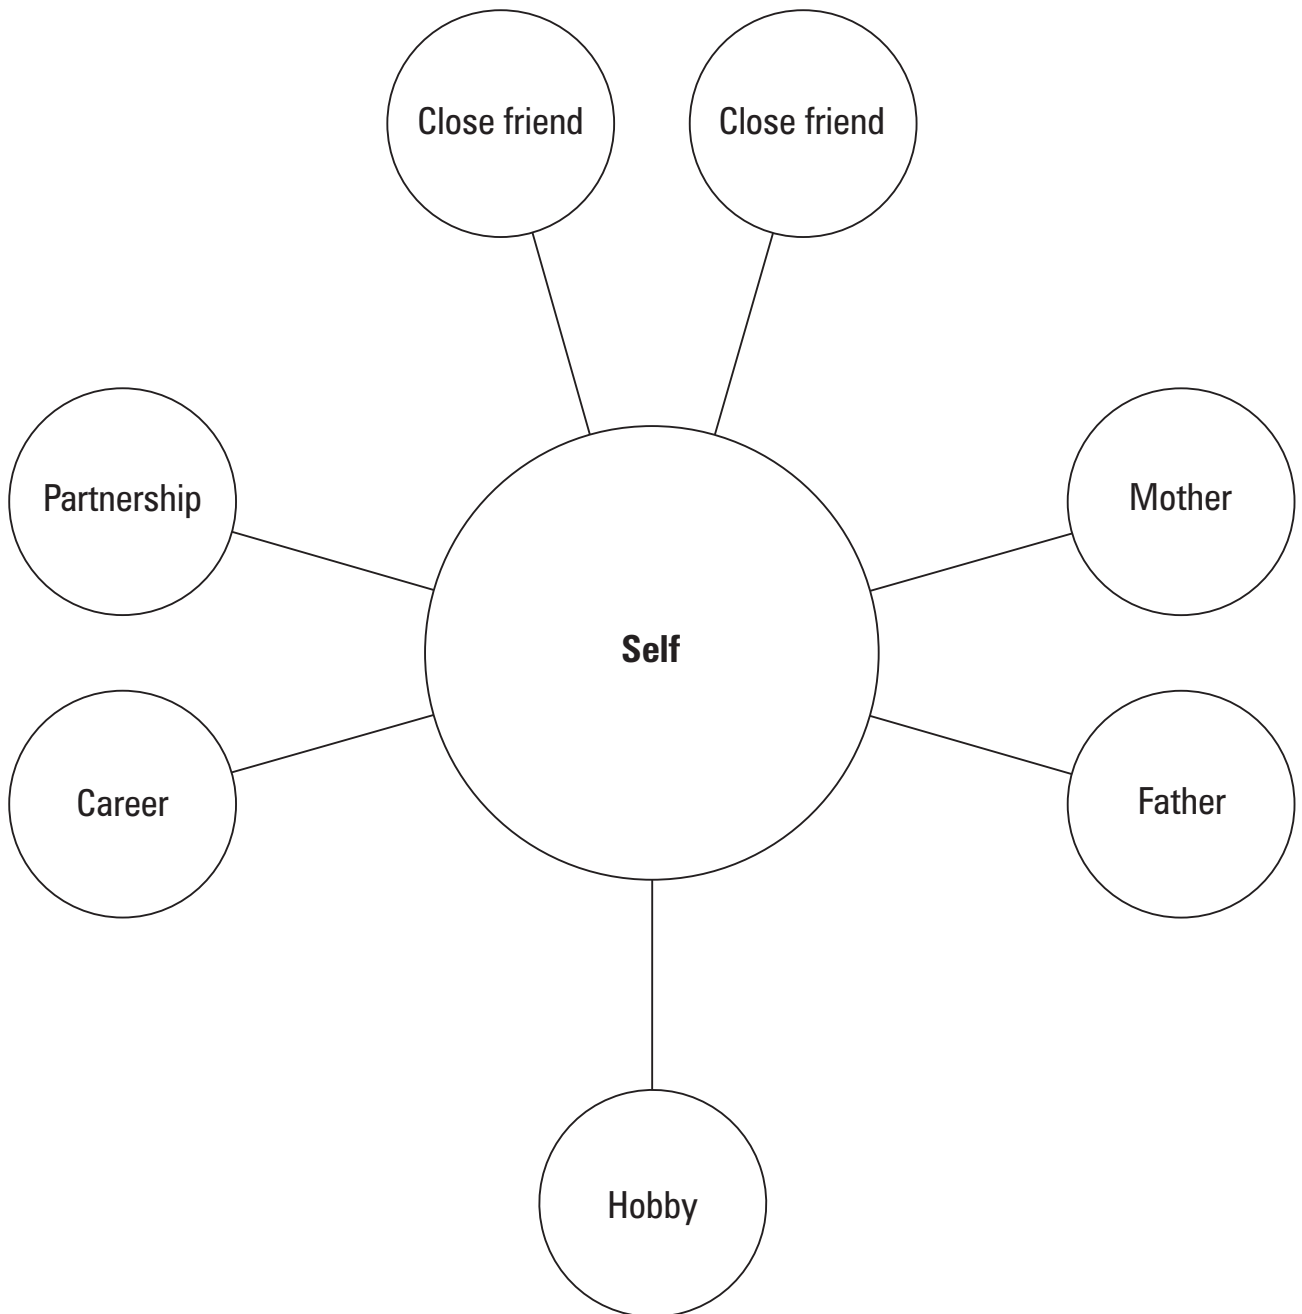 Close friend
Close friend
Partnership
Mother
Self
Career
Father
Hobby